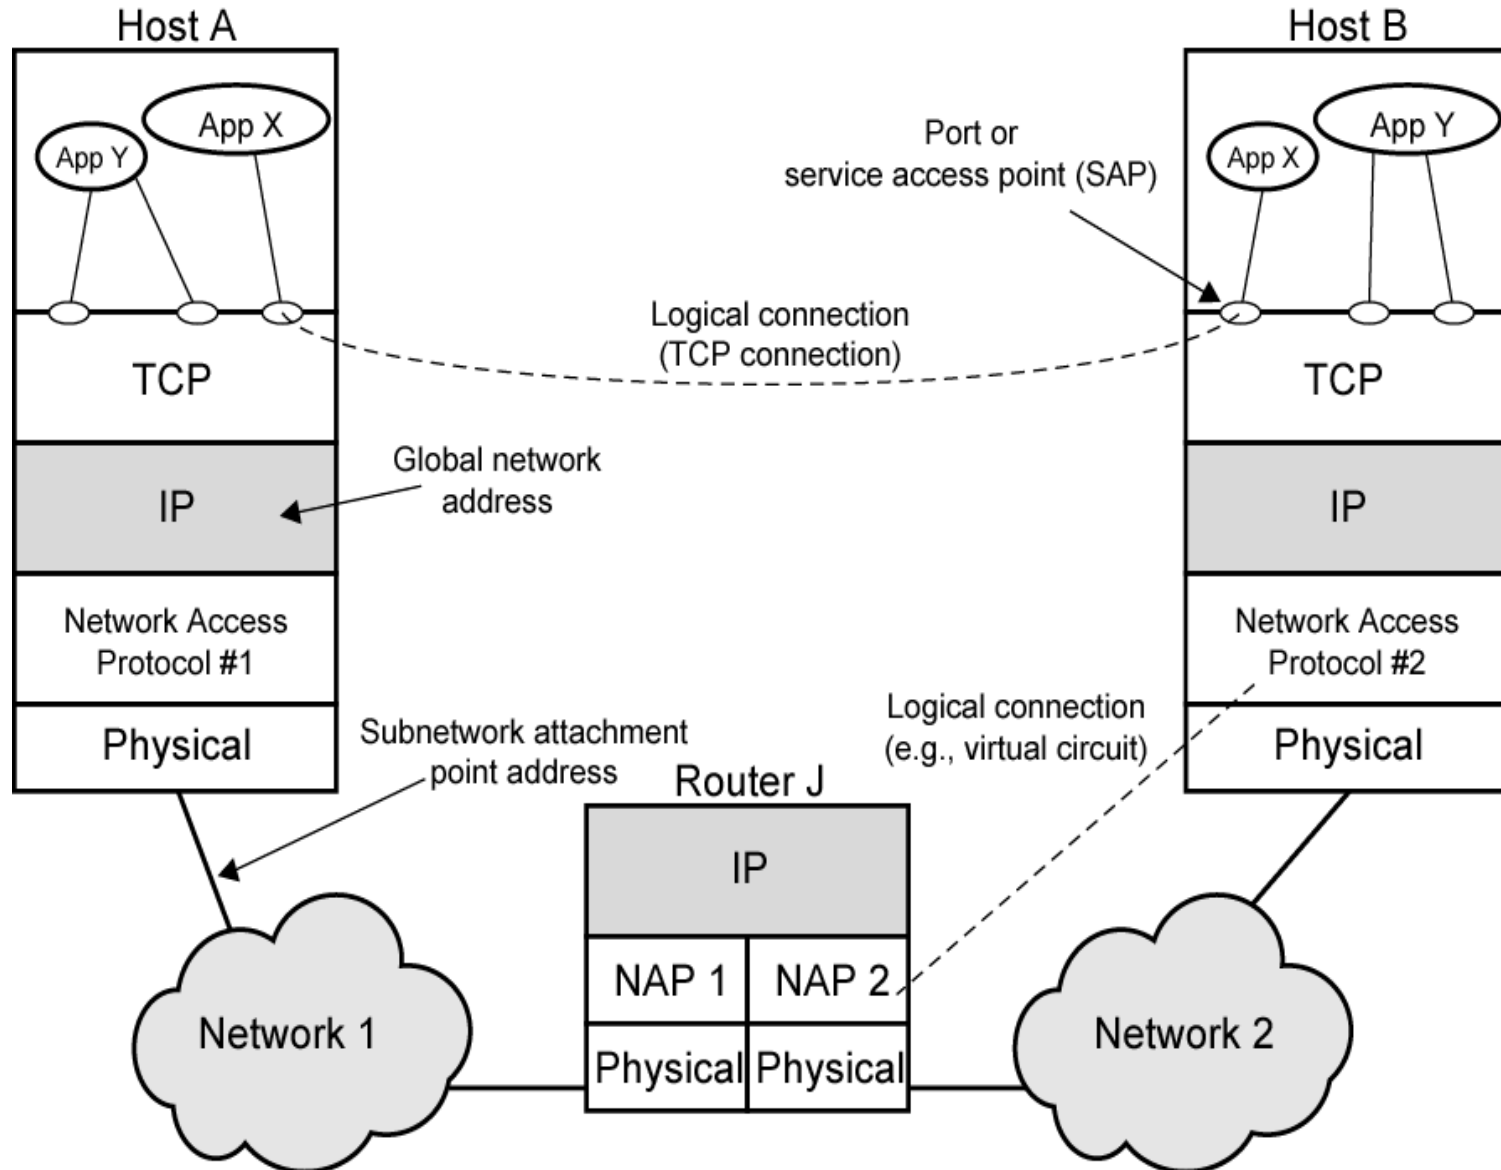 Host A
Host B
App X
App Y
App Y
App X
Port or
service access point (SAP)
Logical connection
(TCP connection)
TCP
TCP
Global network
address
IP
IP
Network Access
Protocol #1
Network Access
Protocol #2
Logical connection
(e.g., virtual circuit)
Physical
Physical
Subnetwork attachment
point address
Router J
IP
NAP 1
NAP 2
Network 1
Network 2
Physical
Physical